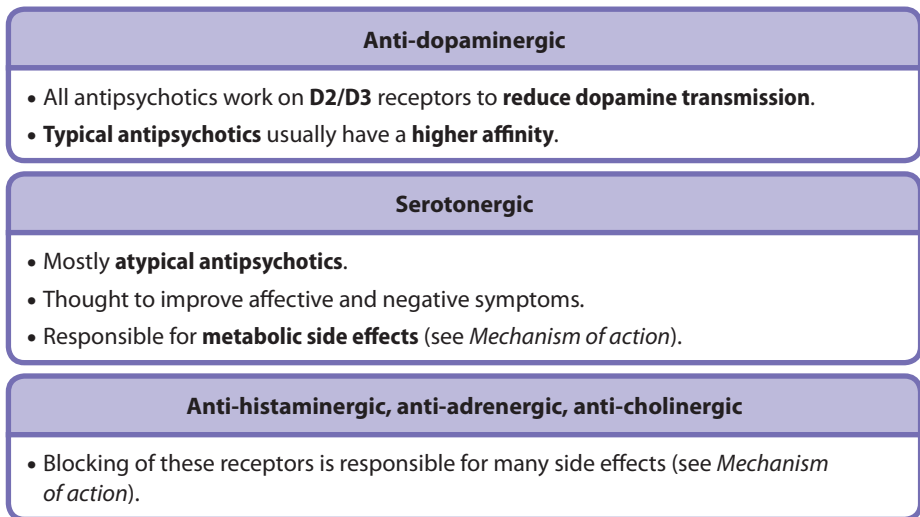 Anti-dopaminergic
• All antipsychotics work on D2/D3 receptors to reduce dopamine transmission.
• Typical antipsychotics usually have a higher affinity.
Serotonergic
• Mostly atypical antipsychotics.
• Thought to improve affective and negative symptoms.
• Responsible for metabolic side effects (see Mechanism of action).
Anti-histaminergic, anti-adrenergic, anti-cholinergic
• Blocking of these receptors is responsible for many side effects (see Mechanism
of action).